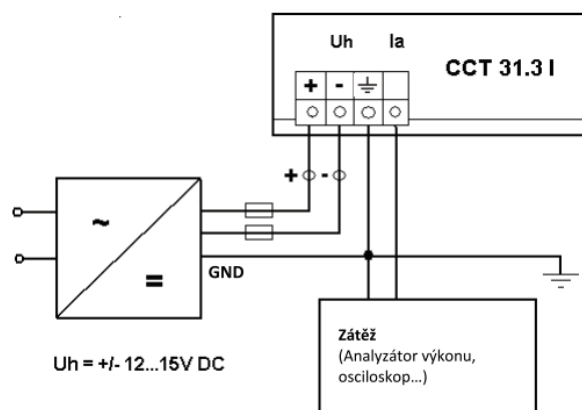 Uh Ia
CCT 31.3 I
+ -
+ -
~
=
GND
Uh = +/- 12...15V DC
Zátěž
(Analyzátor výkonu,
osciloskop...)